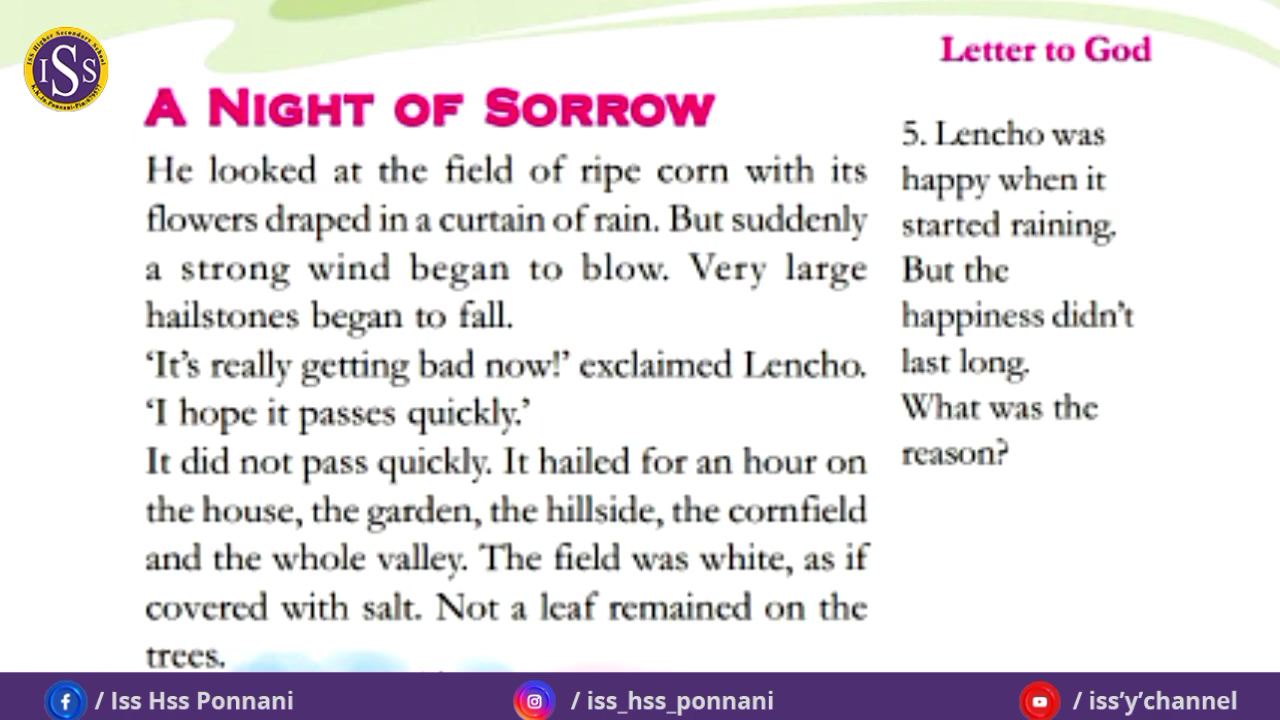 Letter to God
A NIGHT OF SORROW
He looked at the field of ripe corn with its
flowers draped in a curtain of rain. But suddenly
a strong wind began to blow. Very large
hailstones began to fall.
‘It’s really getting bad now!’ exclaimed Lencho.
‘I hope it passes quickly.’
It did not pass quickly. It hailed for an hour on
the house, the garden, the hillside, the cornfield
and the whole valley. The field was white, as if
covered with salt. Not a leaf remained on the
trees.
5. Lencho was
happy when it
started raining.
But the
happiness didn’t
last long.
What was the
reason?
ISS
/ Iss Hss Ponnani
/ iss_hss_ponnani
/ iss’y’channel